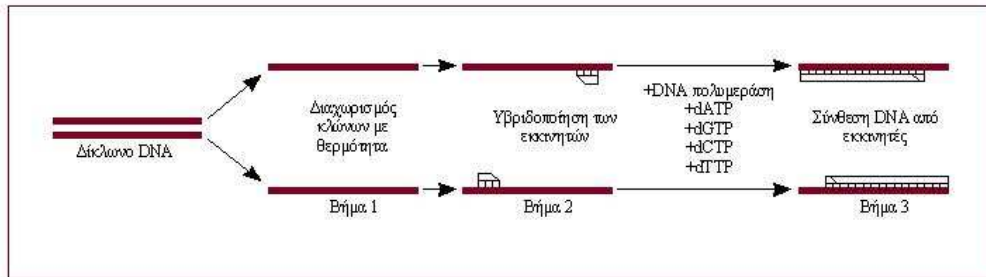 Δίκλωνο DNA
Διαχωρισμός
κλώνων με
θερμότητα
Βήμα 1
Υβριδοποίηση των
εκκινητών
Βήμα 2
+DNA πολυμεράση
+dATP
+dGTP
+dCTP
+dTTP
Σύνθεση DNA από
εκκινητές
Βήμα 3